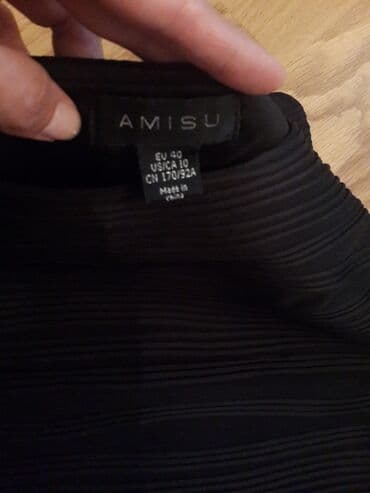 AMISU
EU 40
US/CA 10
CN 170/92A
Made in
china